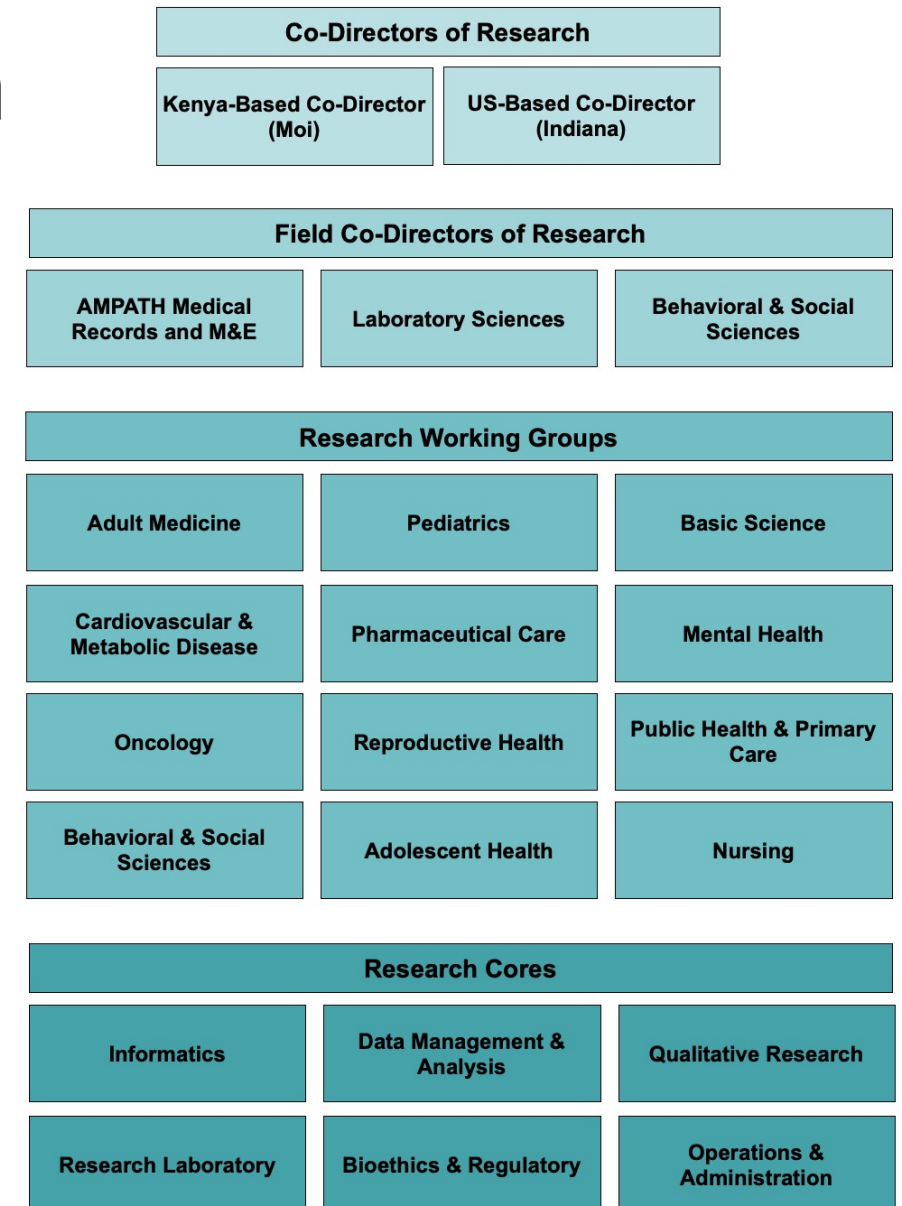 Co-Directors of Research
Kenya-Based Co-Director
(Moi)
US-Based Co-Director
(Indiana)
Field Co-Directors of Research
AMPATH Medical
Records and M&E
Laboratory Sciences
Behavioral & Social
Sciences
Research Working Groups
Adult Medicine
Pediatrics
Basic Science
Cardiovascular &
Metabolic Disease
Pharmaceutical Care
Mental Health
Oncology
Reproductive Health
Public Health & Primary
Care
Behavioral & Social
Sciences
Adolescent Health
Nursing
Research Cores
Informatics
Data Management &
Analysis
Qualitative Research
Research Laboratory
Bioethics & Regulatory
Operations &
Administration